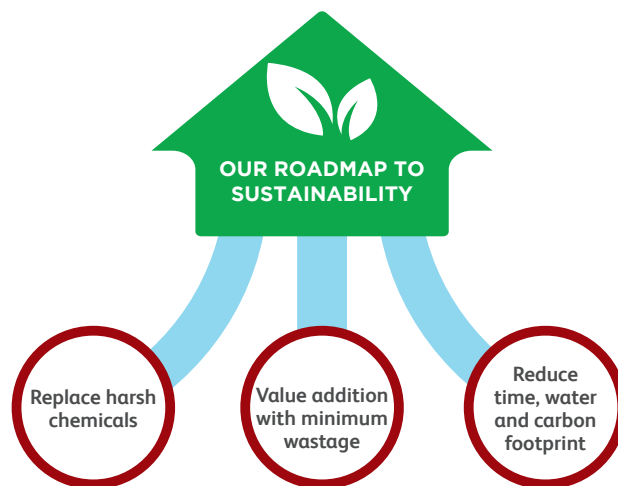 OUR ROADMAP TO
SUSTAINABILITY
Replace harsh
chemicals
Value addition
with minimum
wastage
Reduce
time, water
and carbon
footprint